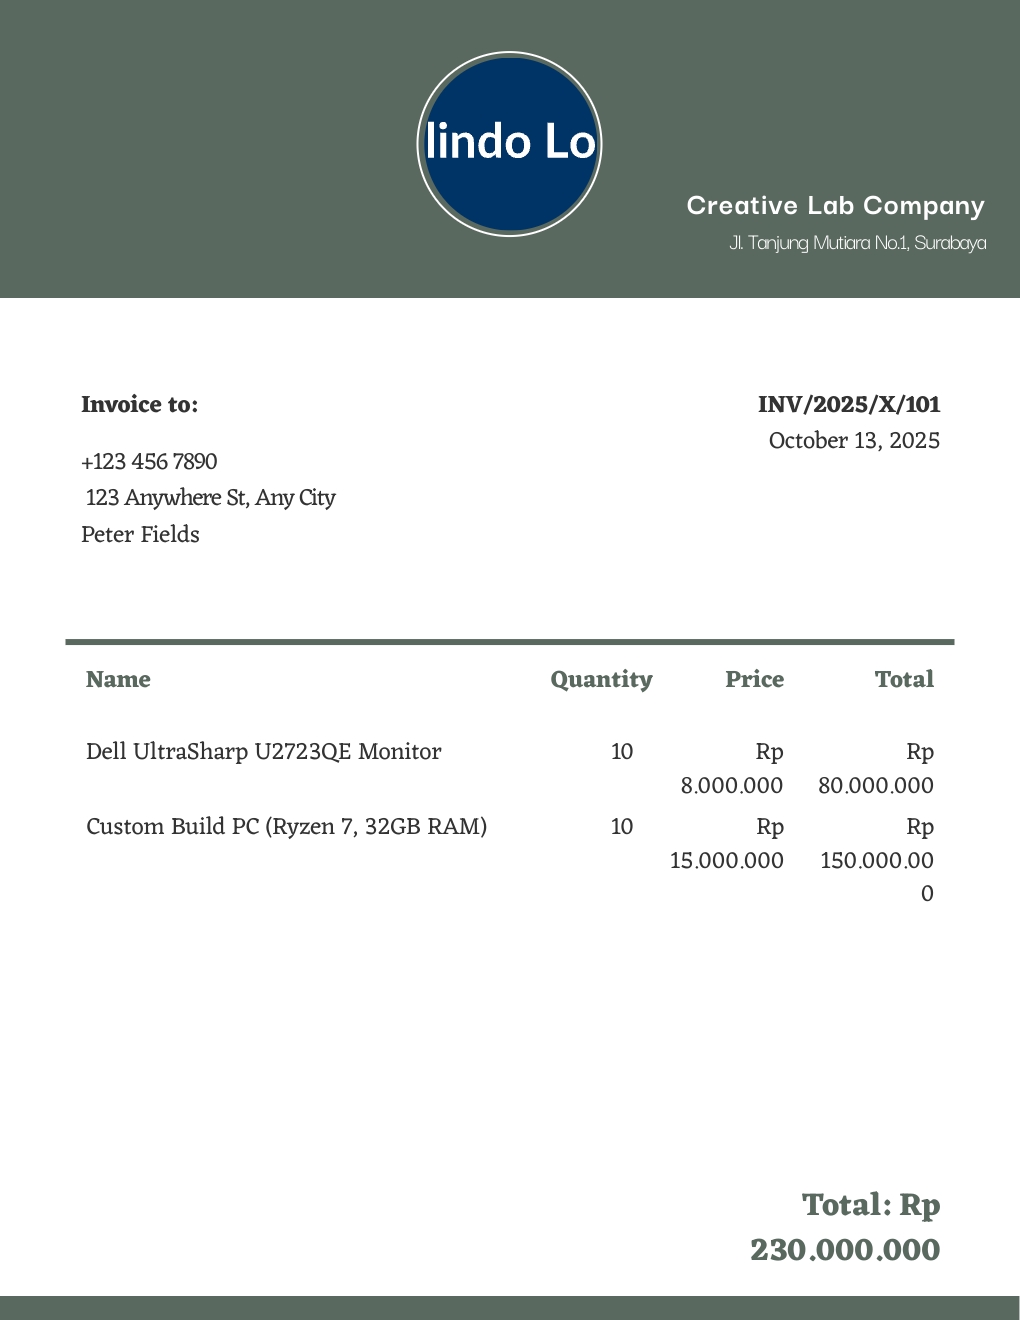 lindo Lo
Creative Lab Company
Jl. Tanjung Mutiara No.1, Surabaya
Invoice to:
INV/2025/X/101
October 13, 2025
+123 456 7890
123 Anywhere St, Any City
Peter Fields
Name Quantity Price Total
Dell UltraSharp U2723QE Monitor 10 Rp Rp
8.000.000 80.000.000
Custom Build PC (Ryzen 7, 32GB RAM) 10 Rp Rp
15.000.000 150.000.00
0
Total: Rp
230.000.000